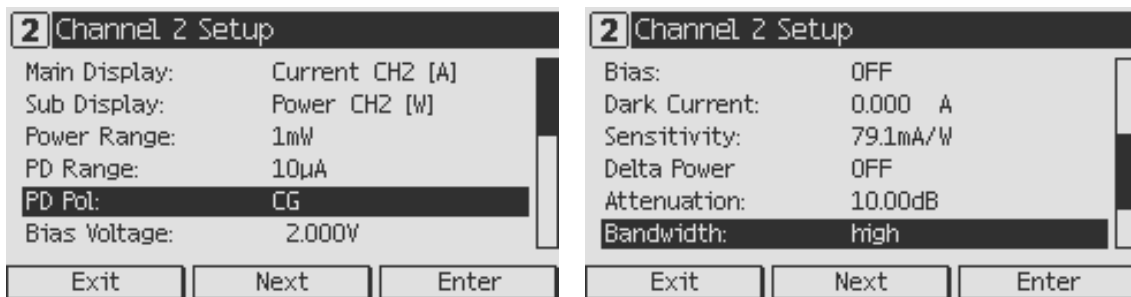 2 Channel 2 Setup
Main Display: Current CH2 [A]
Sub Display: Power CH2 [W]
Power Range: 1mW
PD Range: 10µA
PD Pol: CG
Bias Voltage: 2.000V
Exit Next Enter
2 Channel 2 Setup
Bias: OFF
Dark Current: 0.000 A
Sensitivity: 79.1mA/W
Delta Power OFF
Attenuation: 10.00dB
Bandwidth: high
Exit Next Enter